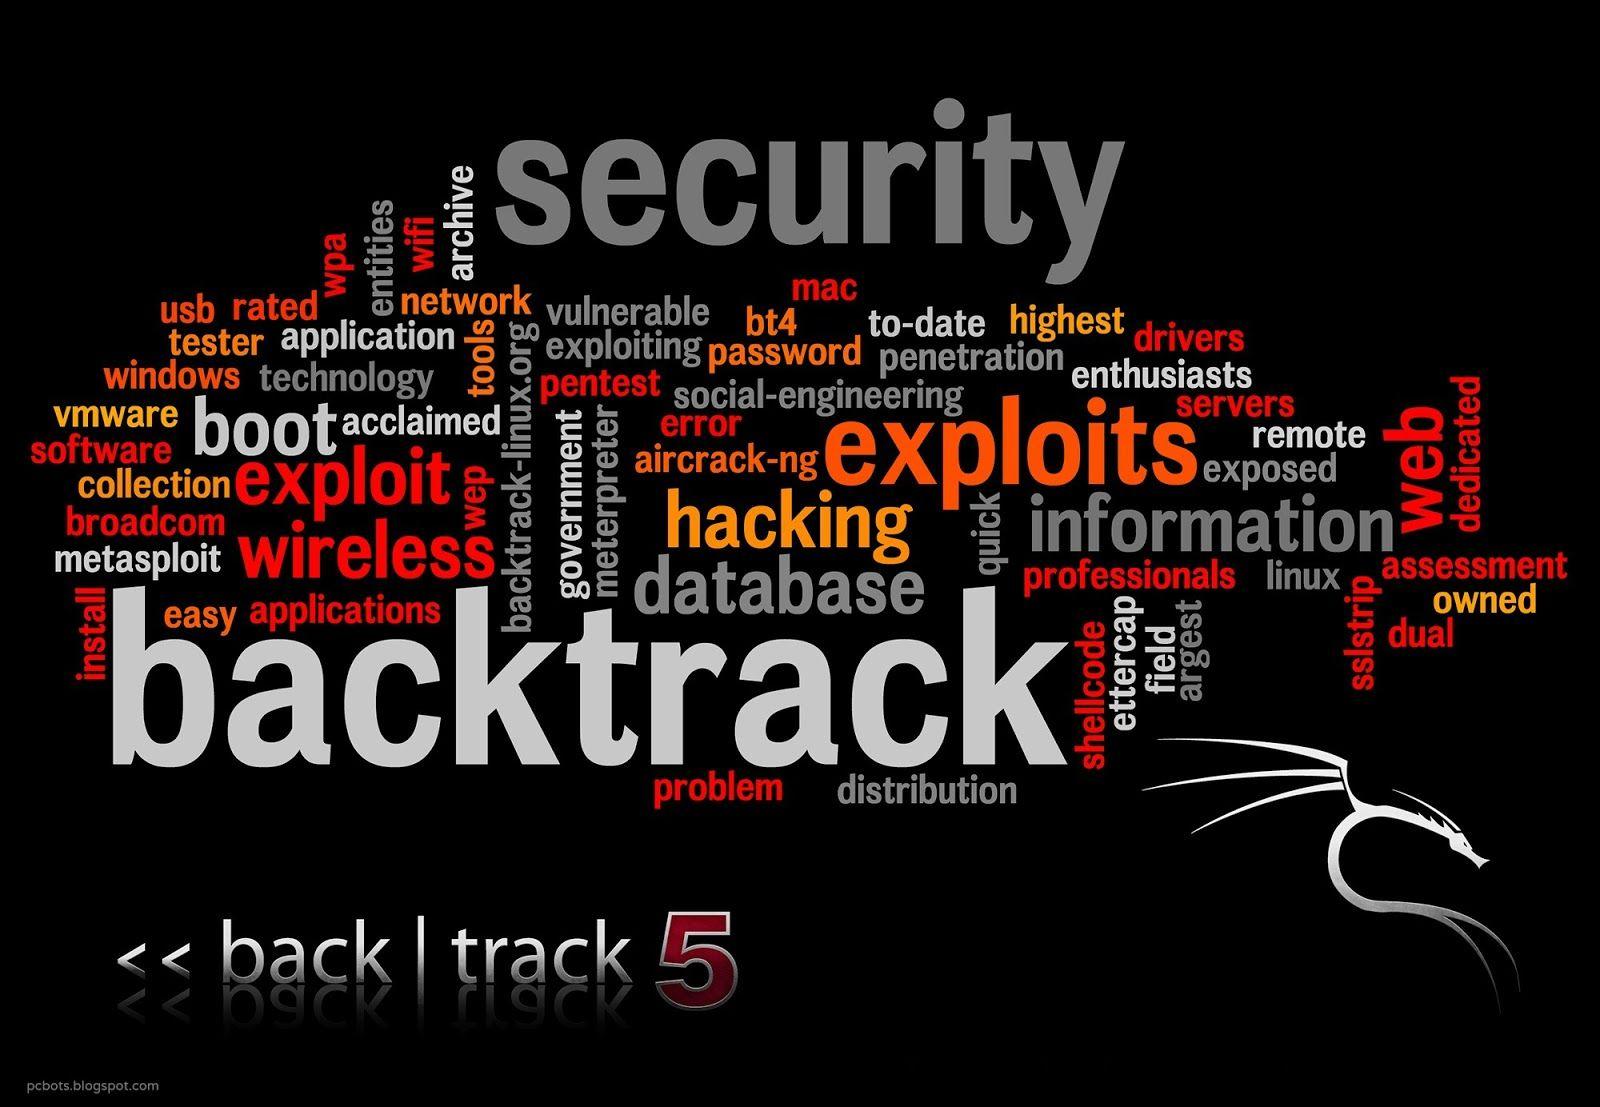 security
archive
wifi
entities
wpa
mac
usb rated
network
vulnerable
bt4
to-date
highest
drivers
tester
application
tools
backtrack-linux.org
exploiting
password
penetration
enthusiasts
windows
technology
pentest
social-engineering
servers
vmware
boot
acclaimed
government
meterpreter
error
exploits
remote
web
dedicated
software
exploit
wep
aircrack-ng
exposed
collection
hacking
quick
information
broadcom
wireless
metasploit
database
professionals
linux
assessment
install
easy
applications
sslstrip
owned
dual
backtrack
shellcode
ettercap
field
argest
problem
distribution
<< back | track 5
pcbots.blogspot.com